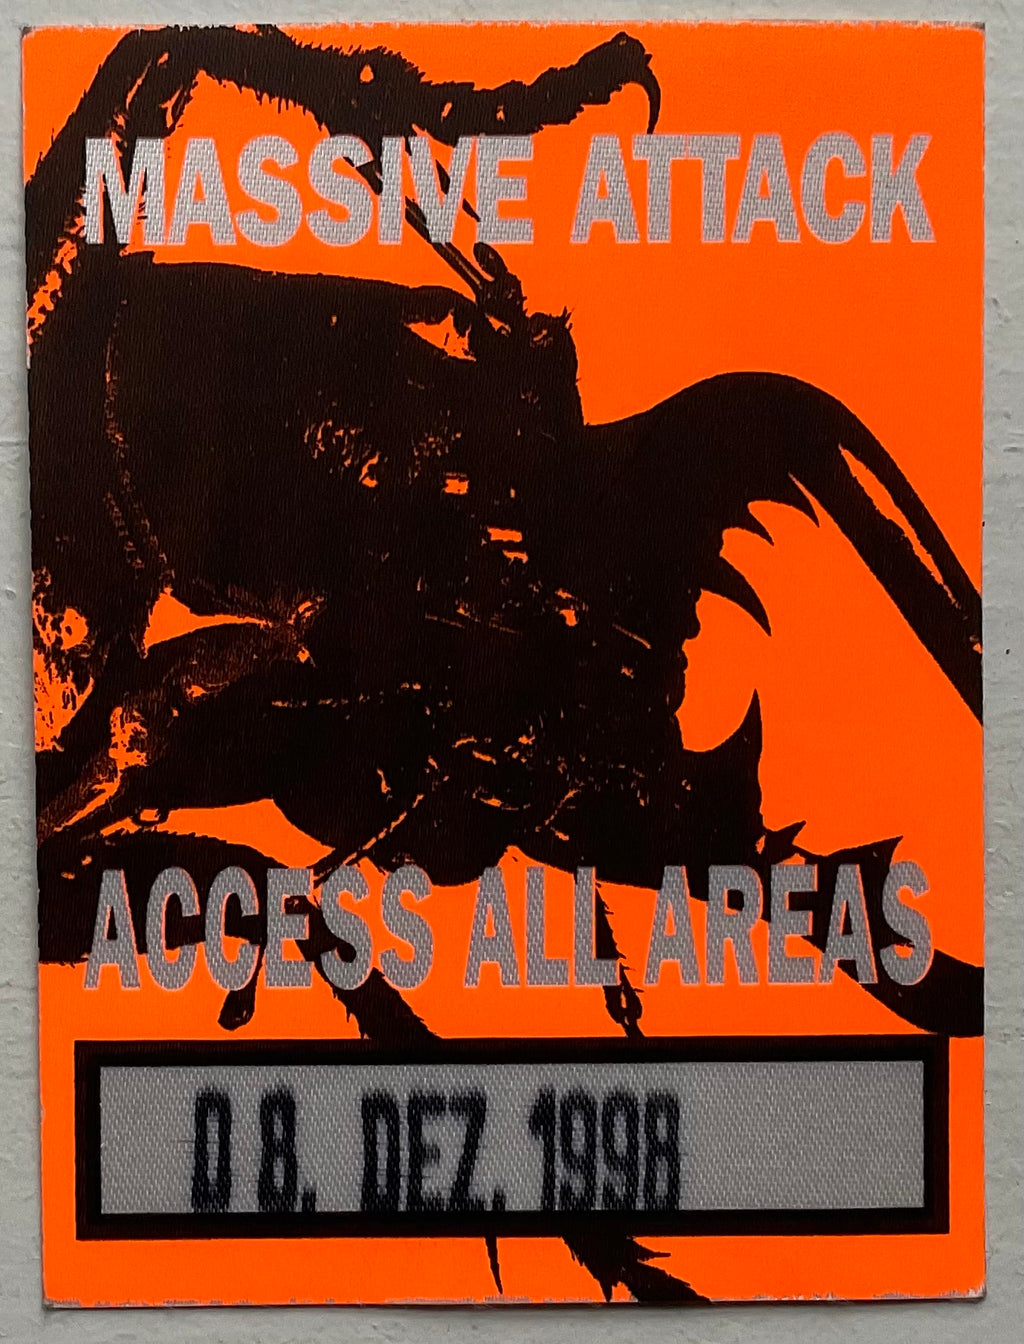 MASSIVE ATTACK
ACCESS ALL AREAS
08. DEZ. 1998